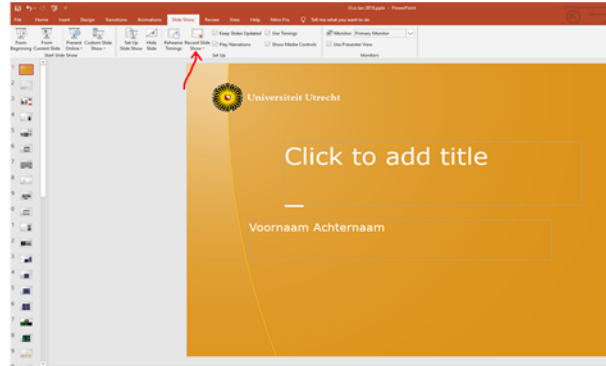 File Home Insert Design Transitions Animations Slide Show Review View Help Nitro Pro Tell me what you want to do
From Beginning
From Current Slide
Present Online
Custom Slide Show
Set Up Slide Show
Hide Slide
Rehearse Timings
Record Slide Show
Keep Slides Updated
Use Timings
Play Narrations
Show Media Controls
Monitor: Primary Monitor
Use Presenter View
Start Slide Show
Set Up
Monitors
Universiteit Utrecht
Click to add title
Voornaam Achternaam